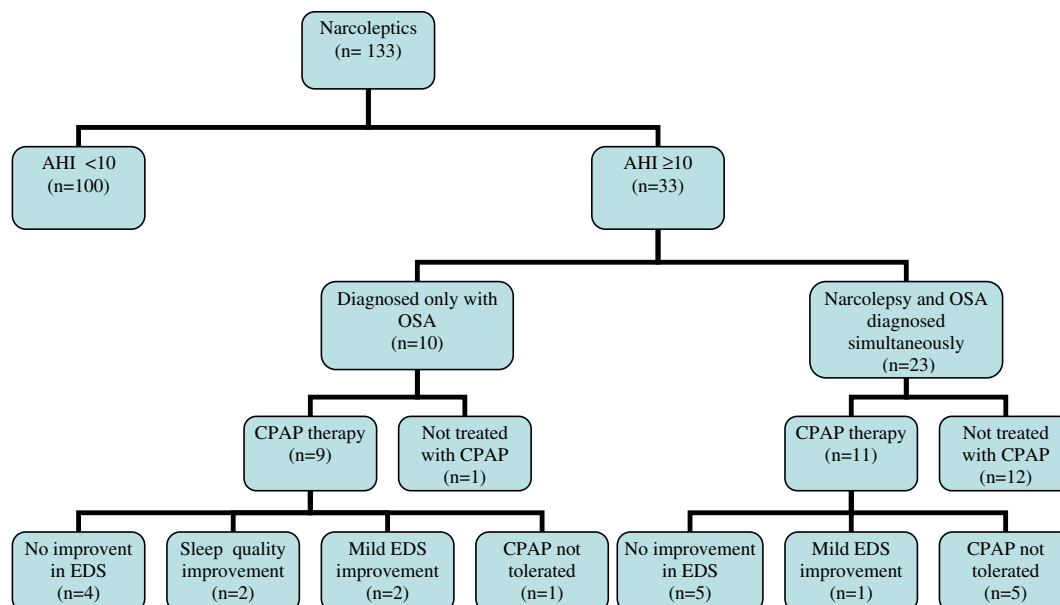 Narcoleptics
(n= 133)
AHI <10
(n=100)
AHI ≥10
(n=33)
Diagnosed only with
OSA
(n=10)
Narcolepsy and OSA
diagnosed
simultaneously
(n=23)
CPAP therapy
(n=9)
Not treated
with CPAP
(n=1)
CPAP therapy
(n=11)
Not treated
with CPAP
(n=12)
No improvent
in EDS
(n=4)
Sleep quality
improvement
(n=2)
Mild EDS
improvement
(n=2)
CPAP not
tolerated
(n=1)
No improvement
in EDS
(n=5)
Mild EDS
improvement
(n=1)
CPAP not
tolerated
(n=5)